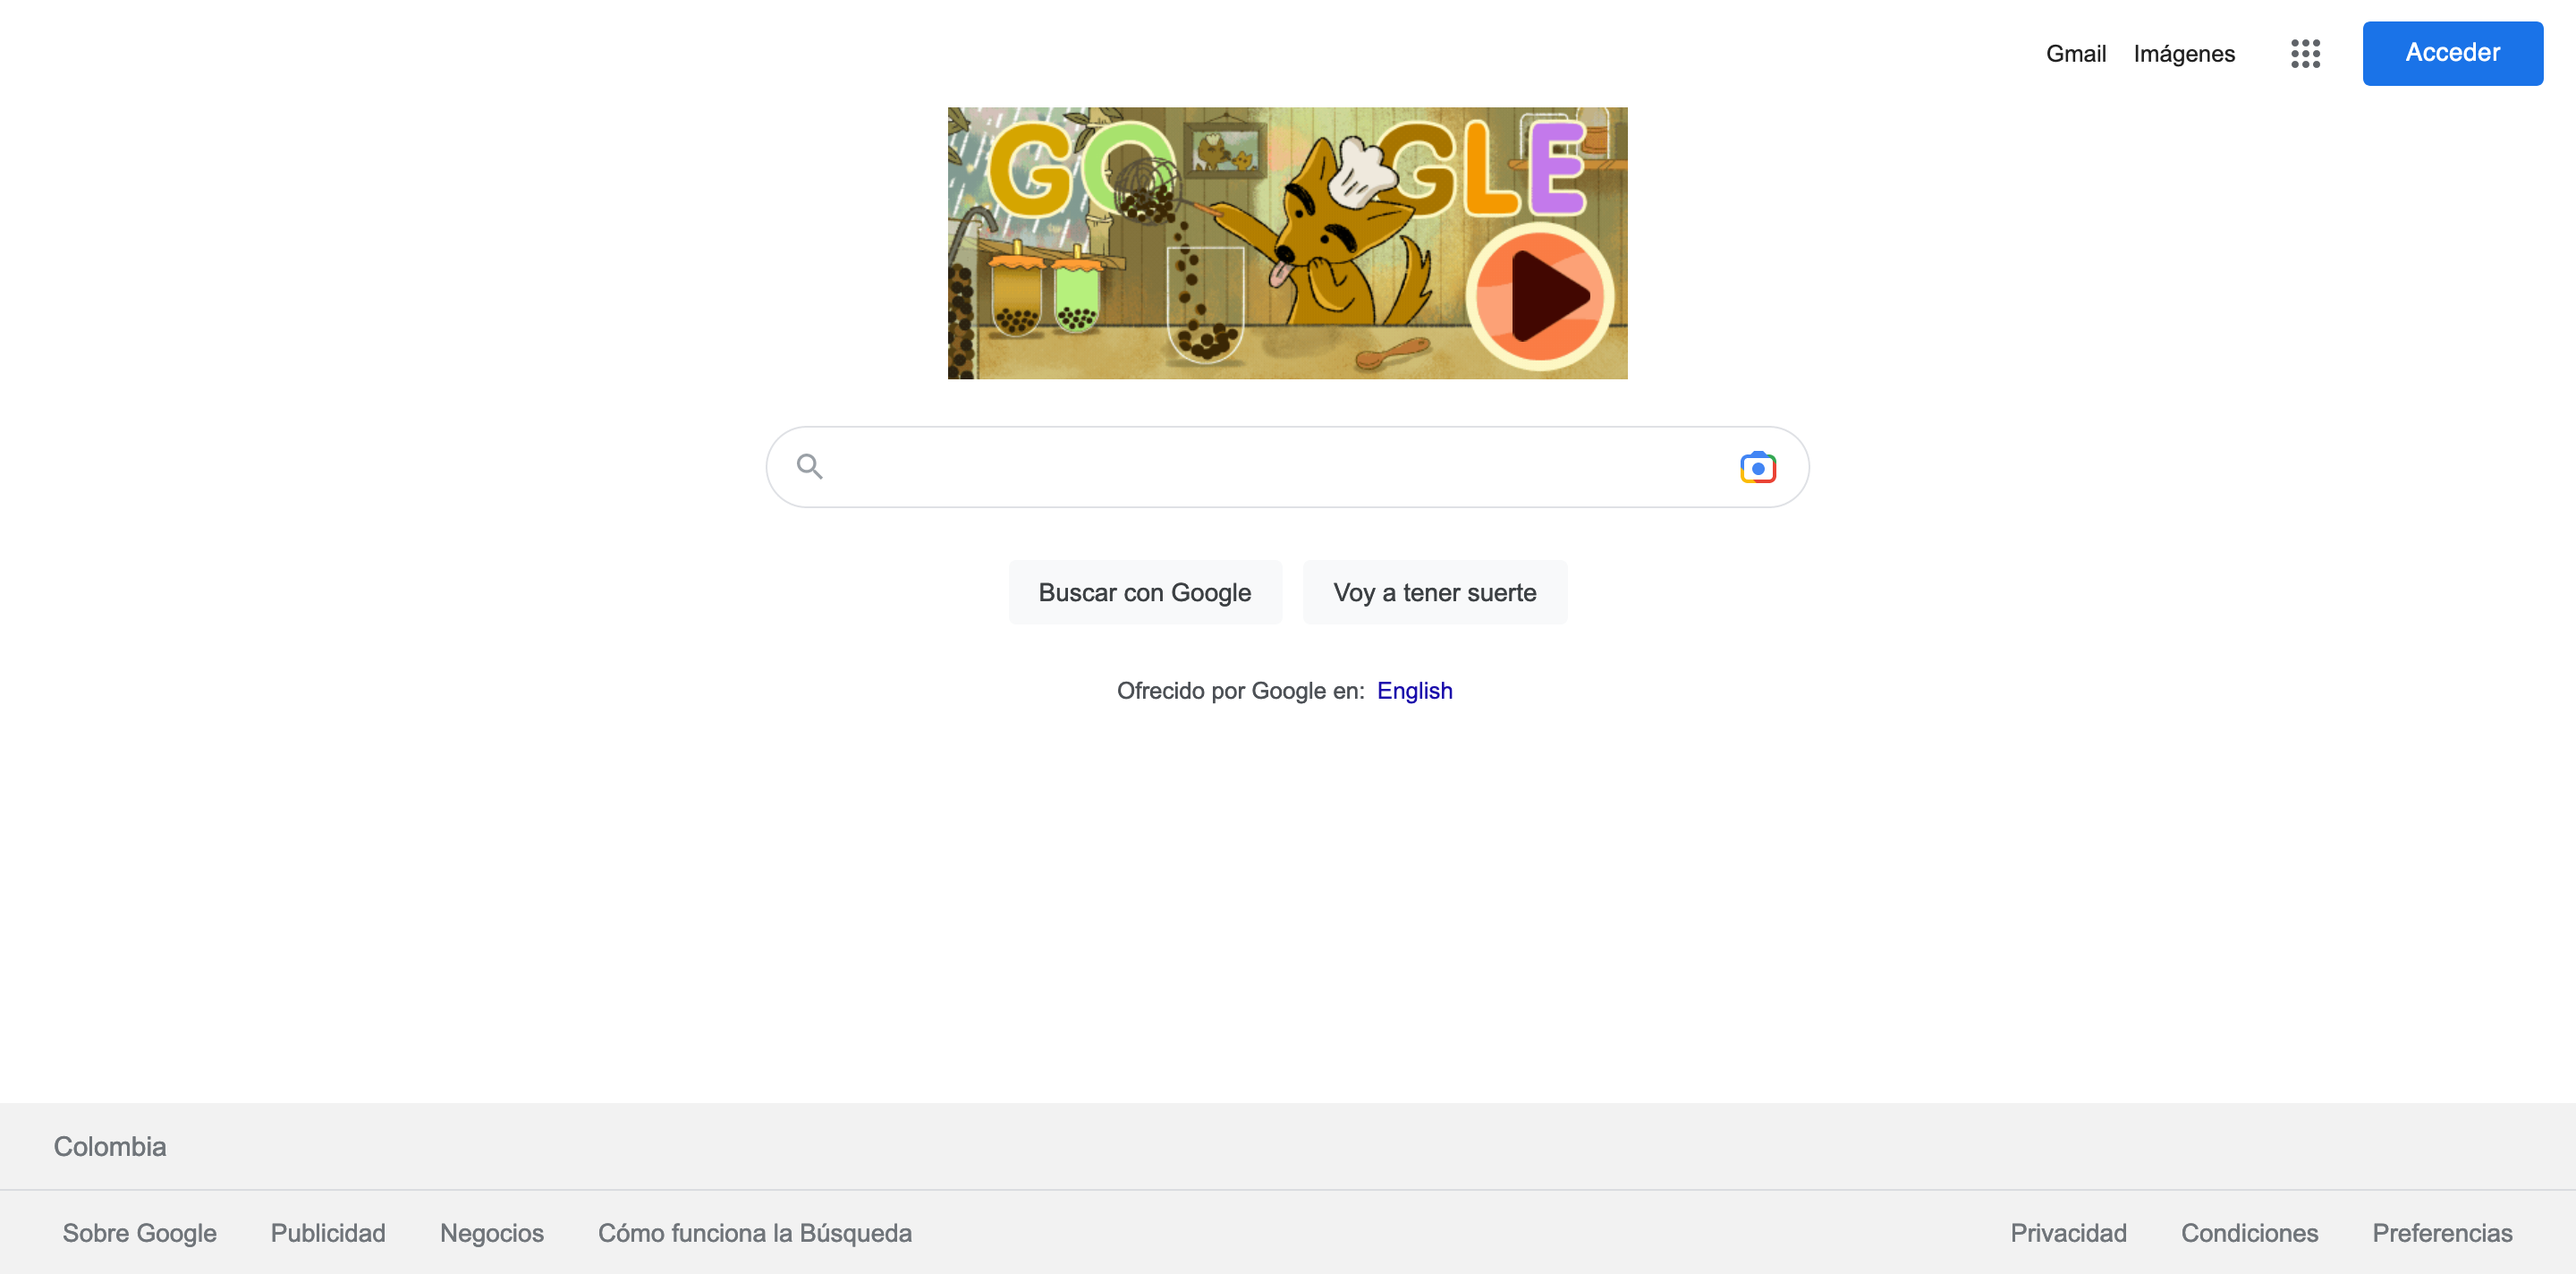 Gmail Imágenes Acceder
GOOGLE
Buscar con Google Voy a tener suerte
Ofrecido por Google en: English
Colombia
Sobre Google Publicidad Negocios Cómo funciona la Búsqueda Privacidad Condiciones Preferencias